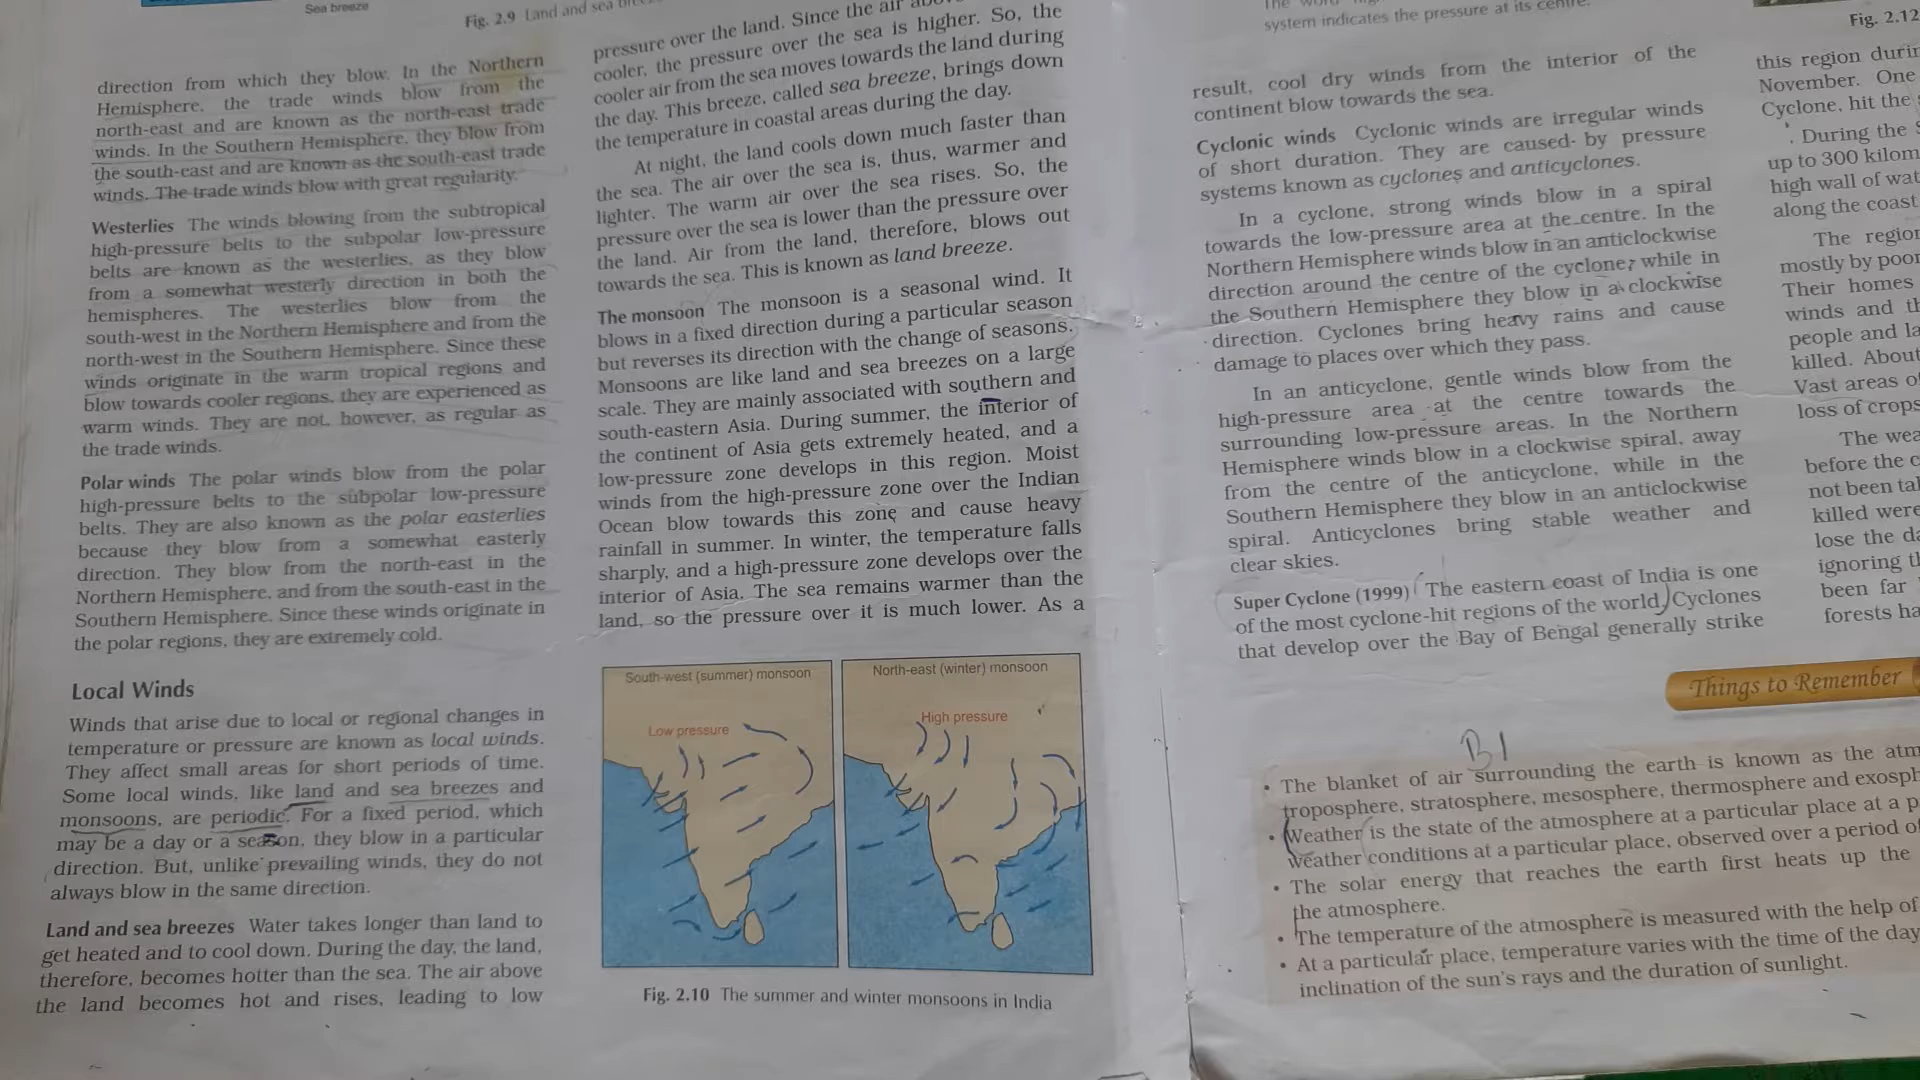 Sea breeze
Fig. 2.9 Land and sea
direction from which they blow. In the Northern
Hemisphere, the trade winds blow from the
north-east and are known as the north-east trade
winds. In the Southern Hemisphere, they blow from
the south-east and are known as the south-east trade
winds. The trade winds blow with great regularity.
Westerlies The winds blowing from the subtropical
high-pressure belts to the subpolar low-pressure
belts are known as the westerlies, as they blow
from a somewhat westerly direction in both the
hemispheres. The westerlies blow from the
south-west in the Northern Hemisphere and from the
north-west in the Southern Hemisphere. Since these
winds originate in the warm tropical regions and
blow towards cooler regions, they are experienced as
warm winds. They are not, however, as regular as
the trade winds.
Polar winds The polar winds blow from the polar
high-pressure belts to the subpolar low-pressure
belts. They are also known as the polar easterlies
because they blow from a somewhat easterly
direction. They blow from the north-east in the
Northern Hemisphere, and from the south-east in the
Southern Hemisphere. Since these winds originate in
the polar regions, they are extremely cold.
Local Winds
Winds that arise due to local or regional changes in
temperature or pressure are known as local winds.
They affect small areas for short periods of time.
Some local winds, like land and sea breezes and
monsoons, are periodic. For a fixed period, which
may be a day or a season, they blow in a particular
direction. But, unlike prevailing winds, they do not
always blow in the same direction.
Land and sea breezes Water takes longer than land to
get heated and to cool down. During the day, the land,
therefore, becomes hotter than the sea. The air above
the land becomes hot and rises, leading to low
pressure over the land. Since the air
cooler, the pressure over the sea is higher. So, the
cooler air from the sea moves towards the land during
the day. This breeze, called sea breeze, brings down
the temperature in coastal areas during the day.
At night, the land cools down much faster than
the sea. The air over the sea is, thus, warmer and
lighter. The warm air over the sea rises. So, the
pressure over the sea is lower than the pressure over
the land. Air from the land, therefore, blows out
towards the sea. This is known as land breeze.
The monsoon The monsoon is a seasonal wind. It
blows in a fixed direction during a particular season
but reverses its direction with the change of seasons.
Monsoons are like land and sea breezes on a large
scale. They are mainly associated with southern and
south-eastern Asia. During summer, the interior of
the continent of Asia gets extremely heated, and a
low-pressure zone develops in this region. Moist
winds from the high-pressure zone over the Indian
Ocean blow towards this zone and cause heavy
rainfall in summer. In winter, the temperature falls
sharply, and a high-pressure zone develops over the
interior of Asia. The sea remains warmer than the
land, so the pressure over it is much lower. As a
South-west (summer) monsoon
Low pressure
North-east (winter) monsoon
High pressure
Fig. 2.10 The summer and winter monsoons in India
system indicates the pressure at its centre.
result, cool dry winds from the interior of the
continent blow towards the sea.
Cyclonic winds Cyclonic winds are irregular winds
of short duration. They are caused by pressure
systems known as cyclones and anticyclones.
In a cyclone, strong winds blow in a spiral
towards the low-pressure area at the centre. In the
Northern Hemisphere winds blow in an anticlockwise
direction around the centre of the cyclone, while in
the Southern Hemisphere they blow in a clockwise
direction. Cyclones bring heavy rains and cause
damage to places over which they pass.
In an anticyclone, gentle winds blow from the
high-pressure area at the centre towards the
surrounding low-pressure areas. In the Northern
Hemisphere winds blow in a clockwise spiral, away
from the centre of the anticyclone, while in the
Southern Hemisphere they blow in an anticlockwise
spiral. Anticyclones bring stable weather and
clear skies.
Super Cyclone (1999) The eastern coast of India is one
of the most cyclone-hit regions of the world. Cyclones
that develop over the Bay of Bengal generally strike
Fig. 2.12
this region
November. One
Cyclone, hit the
During the
up to 300
high wall of
along the coast
The
mostly by poor
Their homes
winds and
people and
killed. About
Vast areas
loss of crops
The
before the
not been
killed were
lose the
ignoring
been far
forests
Things to Remember
B1
• The blanket of air surrounding the earth is known as the
troposphere, stratosphere, mesosphere, thermosphere and
• Weather is the state of the atmosphere at a particular place at a
weather conditions at a particular place, observed over a period
• The solar energy that reaches the earth first heats up the
the atmosphere.
• The temperature of the atmosphere is measured with the help of
• At a particular place, temperature varies with the time of the day
inclination of the sun's rays and the duration of sunlight.